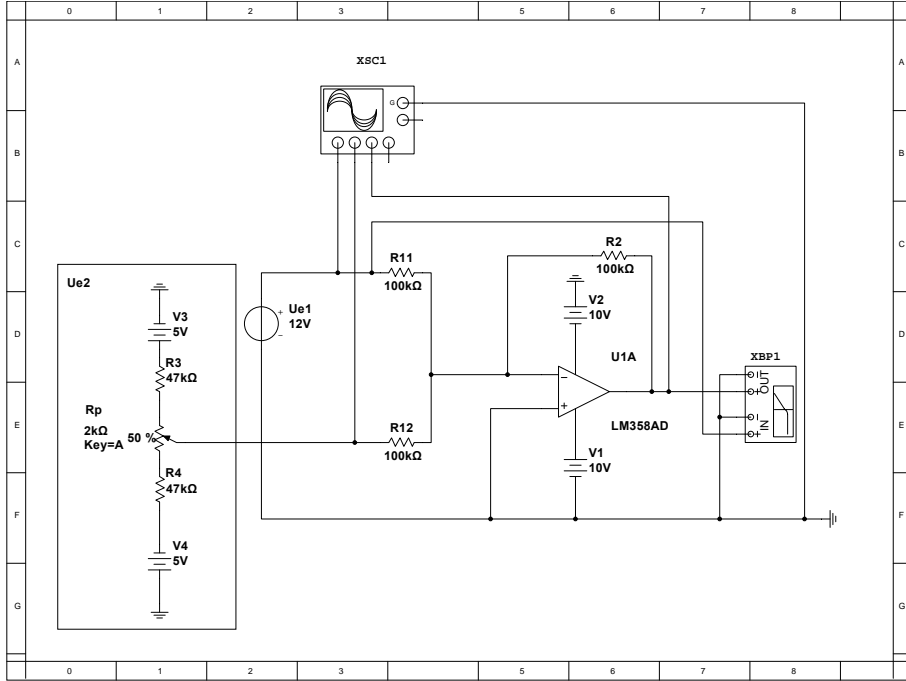 0 1 2 3 5 6 7 8
A A
XSC1
G
B B
C C
R2
100kΩ
R11
100kΩ
Ue2
V2
10V
Ue1
12V
V3
5V
D D
U1A
XBP1
R3
47kΩ
OUT
Rp
2kΩ
Key=A
50 %
E E
R12
100kΩ
LM358AD
IN
V1
10V
R4
47kΩ
F F
V4
5V
G G
0 1 2 3 5 6 7 8